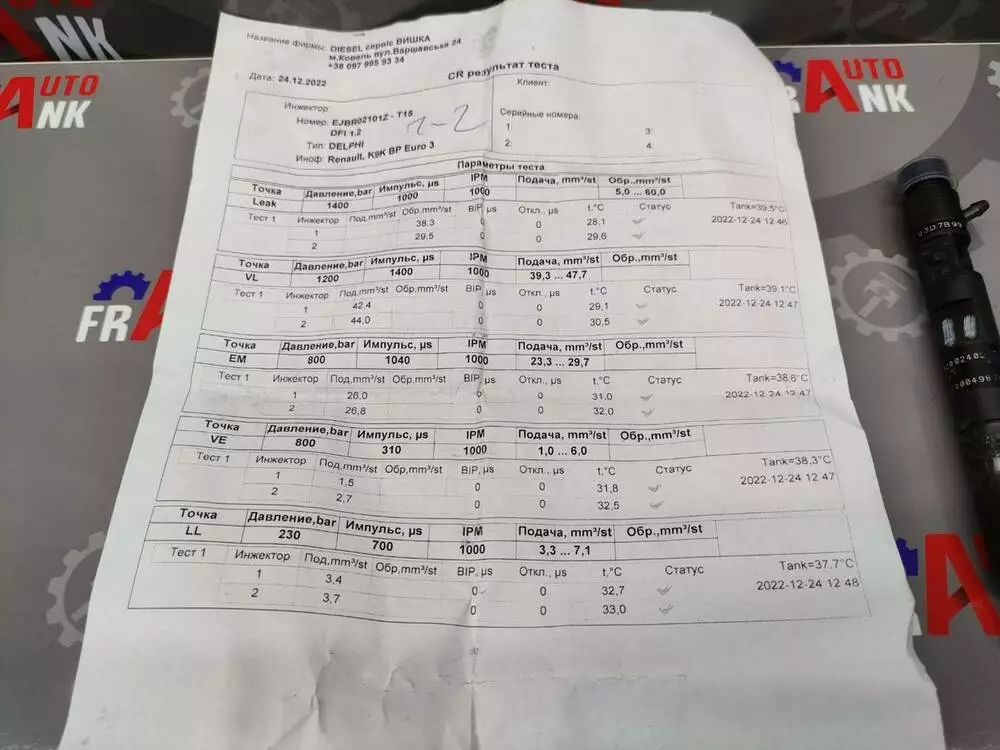 Название фирмы: DIESEL сервіс ВИШКА
м.Ковель вул.Варшавська 24
+38 097 995 93 34
Дата: 24.12.2022
CR результат теста
Инжектор
Номер: EJBR02101Z - T15
DFI 1.2
Тип: DELPHI
Иноф: Renault. K9K BP Euro 3
Клиент:
Серийные номера:
1: 3:
2: 4:
Параметры теста
Точка Давление,bar Импульс, µs IPM Подача, mm³/st Обр.,mm³/st
Leak 1400 1000 1000 5,0 ... 60,0
Тест 1 Инжектор Под,mm³/st Обр.mm³/st BIP, µs Откл., µs t,°C Статус Tank=39.5°C
1 38.3 0 0 28,1 2022-12-24 12 46
2 29,5 0 0 29,6
Точка Давление,bar Импульс, µs IPM Подача, mm³/st Обр.,mm³/st
VL 1200 1400 1000 39,3 ... 47,7
Тест 1 Инжектор Под,mm³/st Обр,mm³/st BIP, µs Откл., µs t.°C Статус Tank=39.1°C
1 42,4 0 0 29,1 2022-12-24 12 47
2 44,0 0 0 30,5
Точка Давление,bar Импульс, µs IPM Подача, mm³/st Обр.,mm³/st
EM 800 1040 1000 23,3 ... 29,7
Тест 1 Инжектор Под,mm³/st Обр,mm³/st BIP, µs Откл., µs t,°C Статус Tank=38.6°C
1 26,0 0 0 31,0 2022-12-24 12 47
2 26,8 0 0 32,0
Точка Давление,bar Импульс, µs IPM Подача, mm³/st Обр.,mm³/st
VE 800 310 1000 1,0 ... 6,0
Тест 1 Инжектор Под,mm³/st Обр,mm³/st BIP, µs Откл., µs t,°C Статус Tank=38,3°C
1 1,5 0 0 31,8 2022-12-24 12 47
2 2,7 0 0 32,5
Точка Давление,bar Импульс, µs IPM Подача, mm³/st Обр.,mm³/st
LL 230 700 1000 3,3 ... 7,1
Тест 1 Инжектор Под,mm³/st Обр,mm³/st BIP, µs Откл., µs t,°C Статус Tank=37.7°C
1 3,4 0 0 32,7 2022-12-24 12 48
2 3,7 0 0 33,0
AUTO
ANK
AUTO
ANK
FRA
FRANK